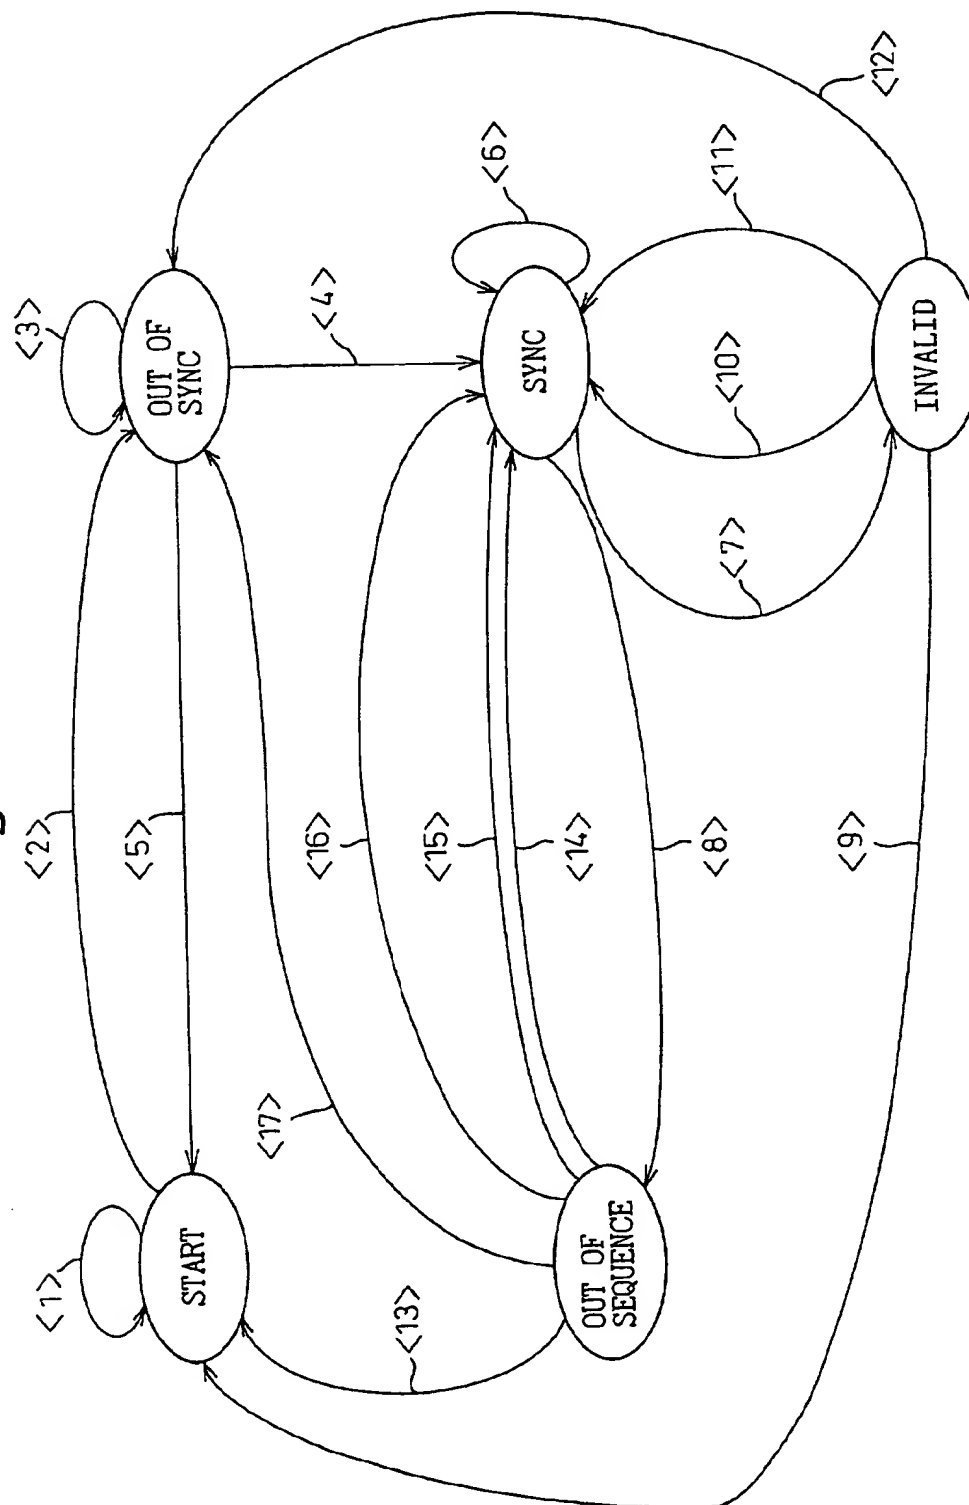 <1>
<2>
<3>
<5>
START
OUT OF
SYNC
<17>
<16>
<4>
<13>
<15>
<6>
SYNC
<14>
OUT OF
SEQUENCE
<8>
<7>
<10>
<11>
<9>
<12>
INVALID